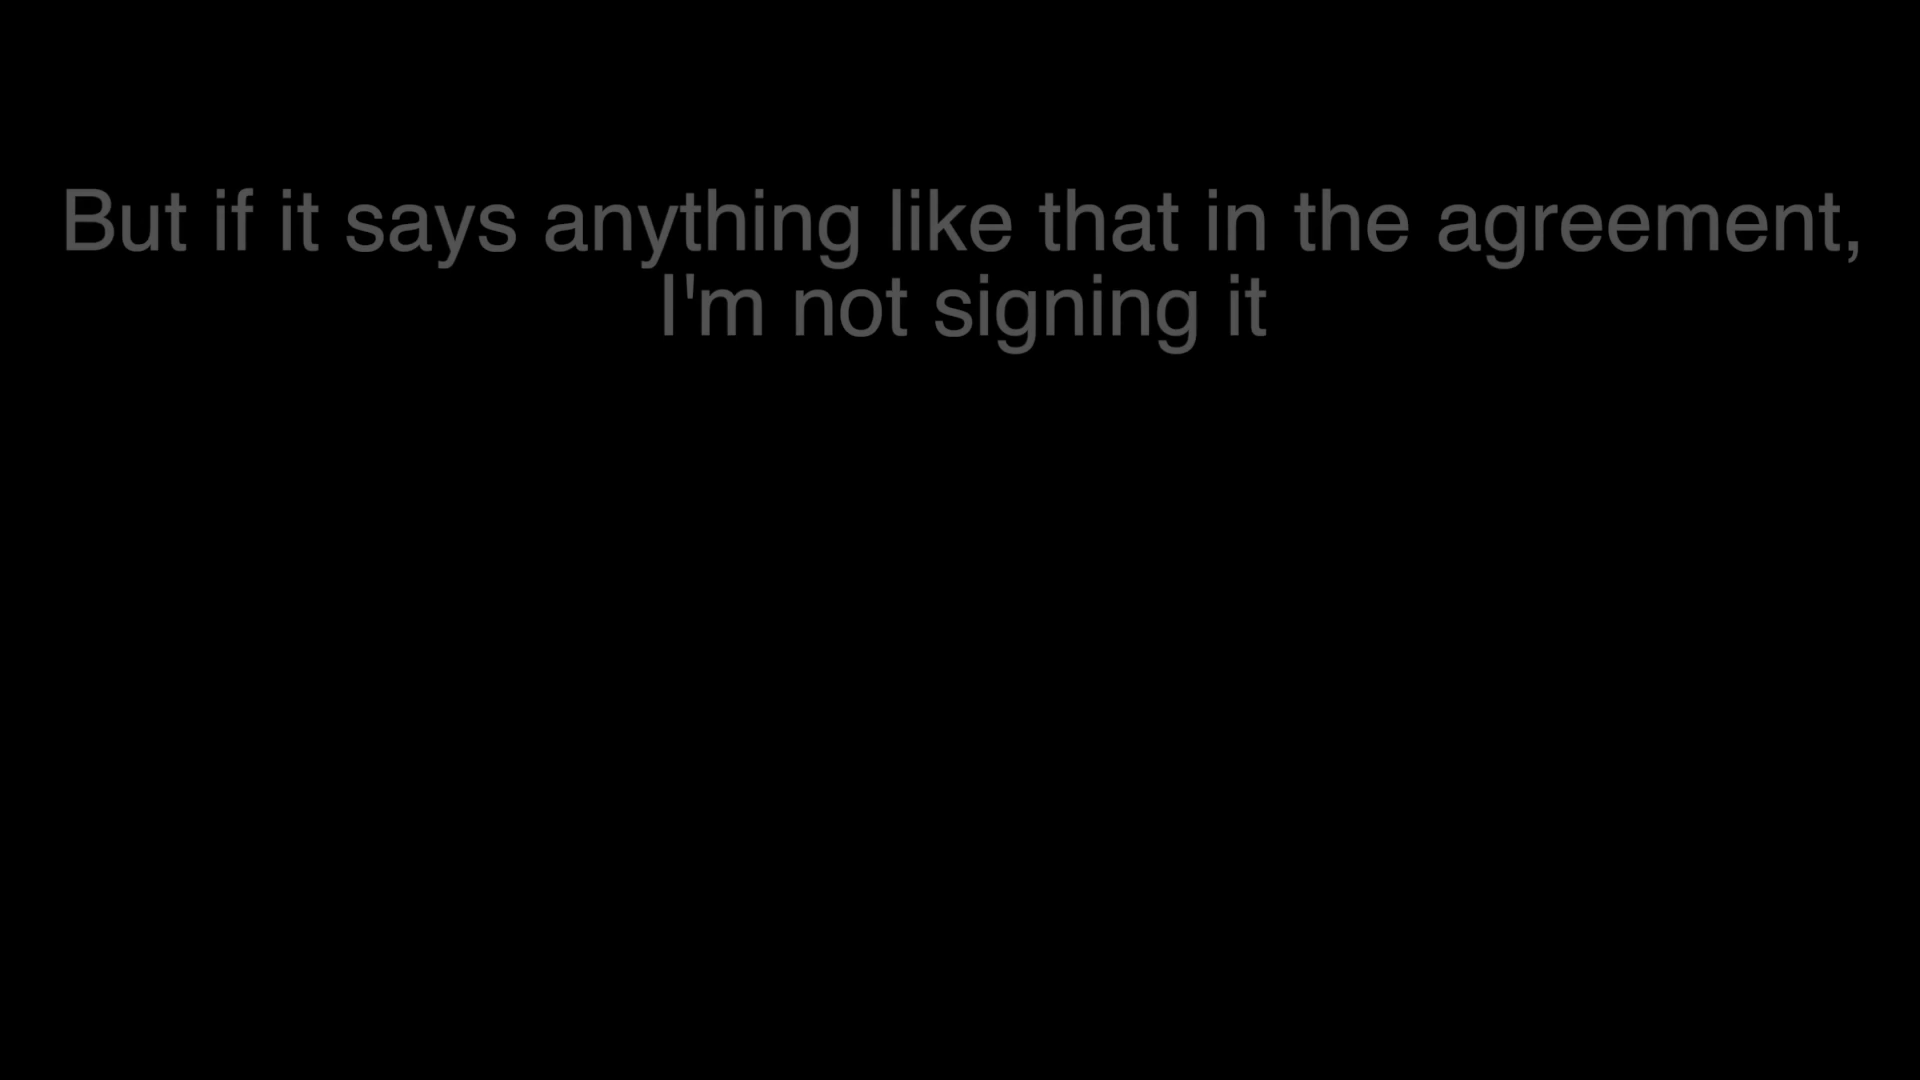 But if it says anything like that in the agreement,
I'm not signing it